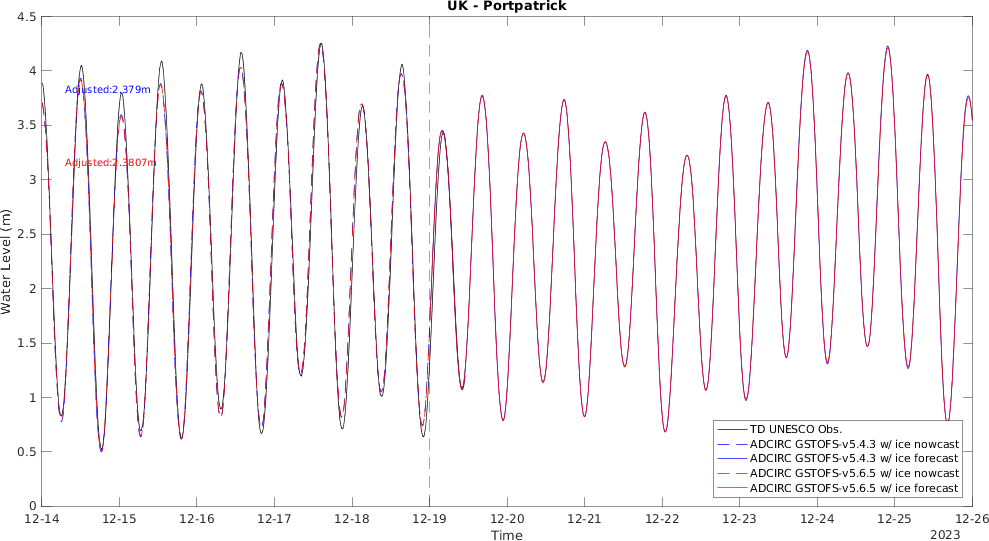 UK - Portpatrick
4.5
4
3.5
3
2.5
2
1.5
1
0.5
0
Water Level (m)
Adjusted:2.379m
Adjusted:2.3807m
TD UNESCO Obs.
ADCIRC GSTOFS-v5.4.3 w/ ice nowcast
ADCIRC GSTOFS-v5.4.3 w/ ice forecast
ADCIRC GSTOFS-v5.6.5 w/ ice nowcast
ADCIRC GSTOFS-v5.6.5 w/ ice forecast
12-14 12-15 12-16 12-17 12-18 12-19 12-20 12-21 12-22 12-23 12-24 12-25 12-26
Time
2023